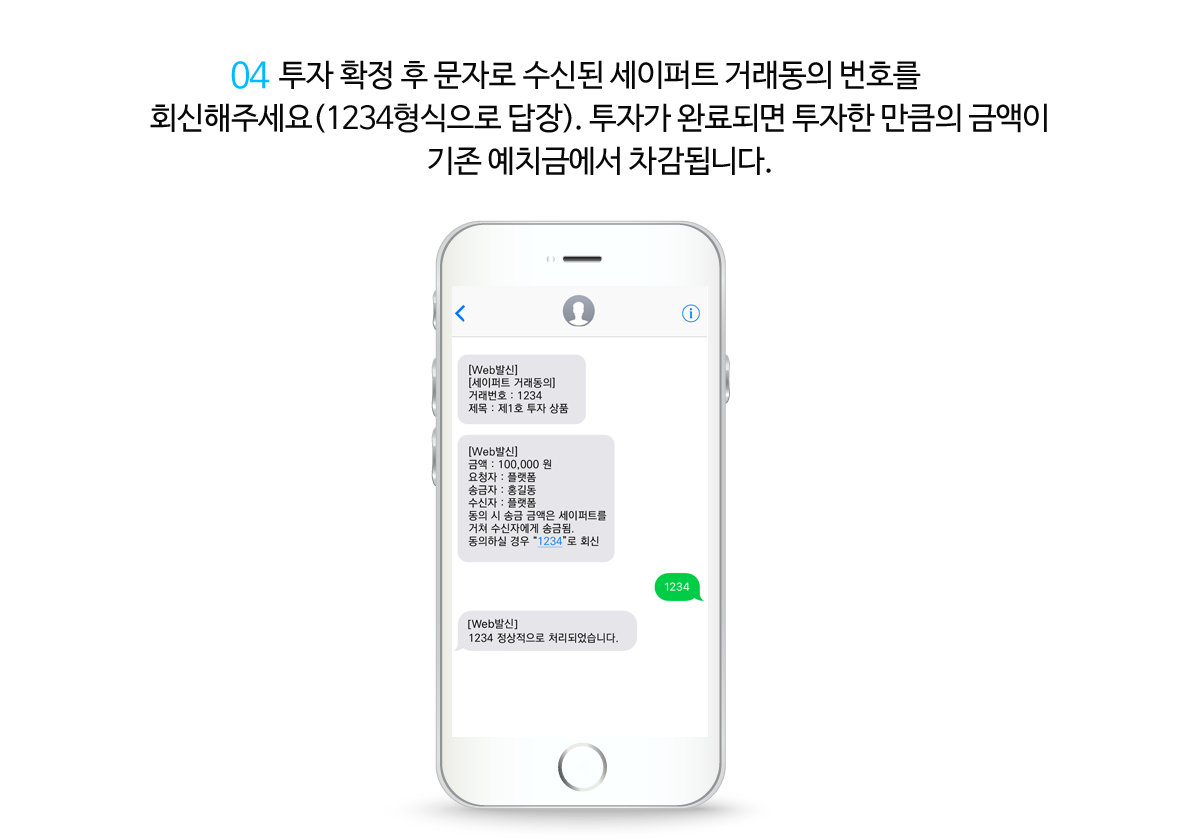 04 투자 확정 후 문자로 수신된 세이퍼트 거래동의 번호를
회신해주세요(1234형식으로 답장). 투자가 완료되면 투자한 만큼의 금액이
기존 예치금에서 차감됩니다.
[Web발신]
[세이퍼트 거래동의]
거래번호 : 1234
제목 : 제1호 투자 상품
[Web발신]
금액 : 100,000 원
요청자 : 플랫폼
송금자 : 홍길동
수신자 : 플랫폼
동의 시 송금 금액은 세이퍼트를
거쳐 수신자에게 송금됨.
동의하실 경우 “1234”로 회신
1234
[Web발신]
1234 정상적으로 처리되었습니다.